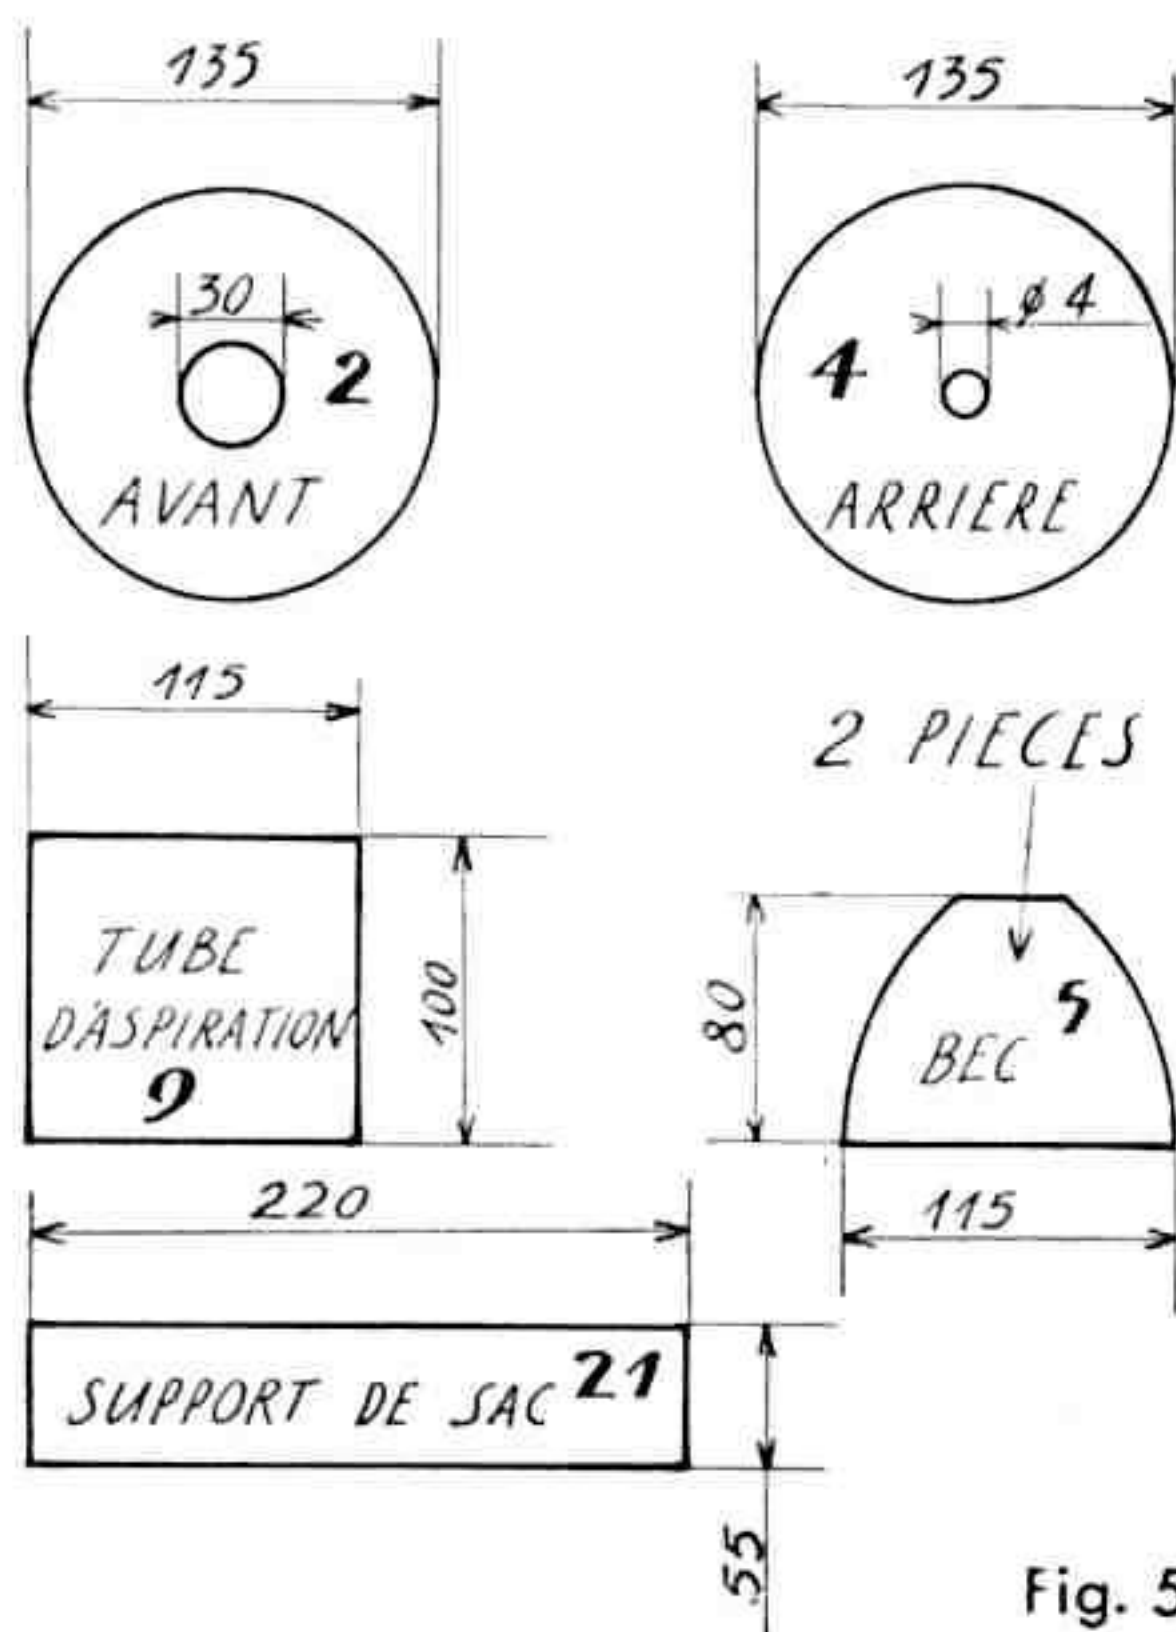 135
135
30
ø 4
2
4
AVANT
ARRIERE
115
2 PIECES
TUBE
D'ASPIRATION
9
100
80
5
BEC
220
115
SUPPORT DE SAC 21
55
Fig. 5